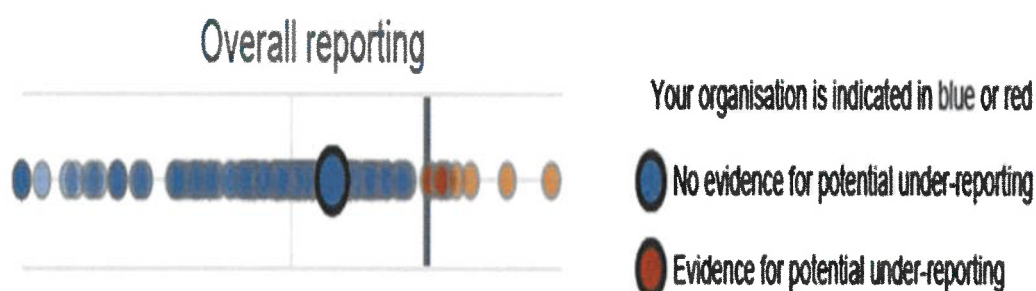 Overall reporting
Your organisation is indicated in blue or red
No evidence for potential under-reporting
Evidence for potential under-reporting